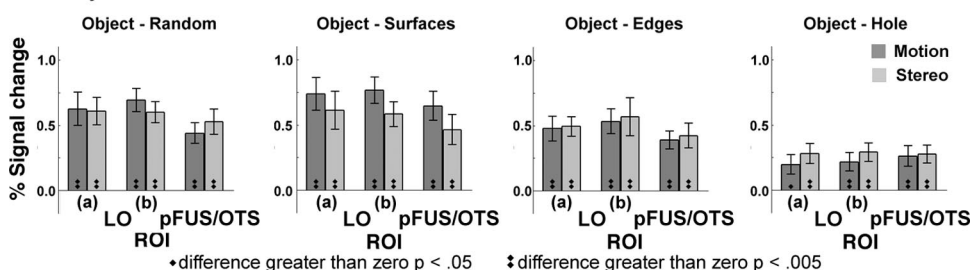 Object - Random Object - Surfaces Object - Edges Object - Hole
% Signal change
1.0 1.0 1.0 1.0
Motion
Stereo
0.5 0.5 0.5 0.5
0.0 0.0 0.0 0.0
(a) (b) (a) (b) (a) (b) (a) (b)
LO pFUS/OTS LO pFUS/OTS LO pFUS/OTS LO pFUS/OTS
ROI ROI ROI ROI
difference greater than zero p < .05 difference greater than zero p < .005